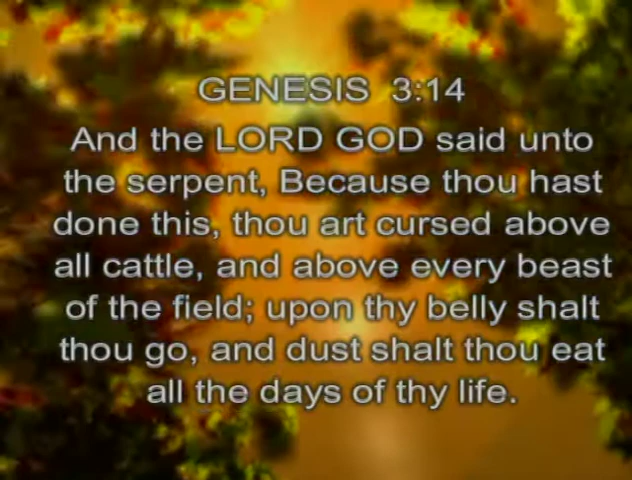 GENESIS 3:14
And the LORD GOD said unto
the serpent, Because thou hast
done this, thou art cursed above
all cattle, and above every beast
of the field; upon thy belly shalt
thou go, and dust shalt thou eat
all the days of thy life.